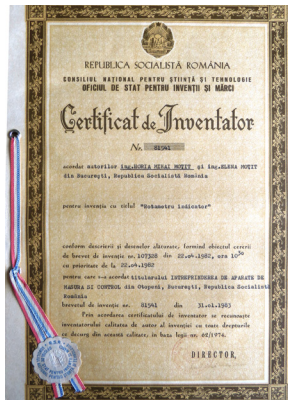 REPUBLICA SOCIALISTĂ ROMÂNIA
CONSILIUL NAȚIONAL PENTRU ȘTIINȚĂ ȘI TEHNOLOGIE
OFICIUL DE STAT PENTRU INVENȚII ȘI MĂRCI
Certificat de Inventator
Nr. 81941
acordat autorilor ing.HORIA MIHAI MOȚIT și ing.ELENA MOȚIT
din București, Republica Socialistă România
pentru invenția cu titlul "Rotametru indicator"
conform descrierii și desenelor alăturate, formînd obiectul cererii
de brevet de invenție nr. 107328 din 22.04.1982, ora 10³⁰
cu prioritate de la 22.04.1982
pentru care s-a acordat titularului INTREPRINDEREA DE APARATE DE
MASURA SI CONTROL din Otopeni, București, Republica Socialistă
România
brevetul de invenție nr. 81941 din 31.01.1983
Prin acordarea certificatului de inventator se recunoaște
inventatorului calitatea de autor al invenției cu toate drepturile
ce decurg din această calitate, în baza legii nr. 62/1974.
DIRECTOR,